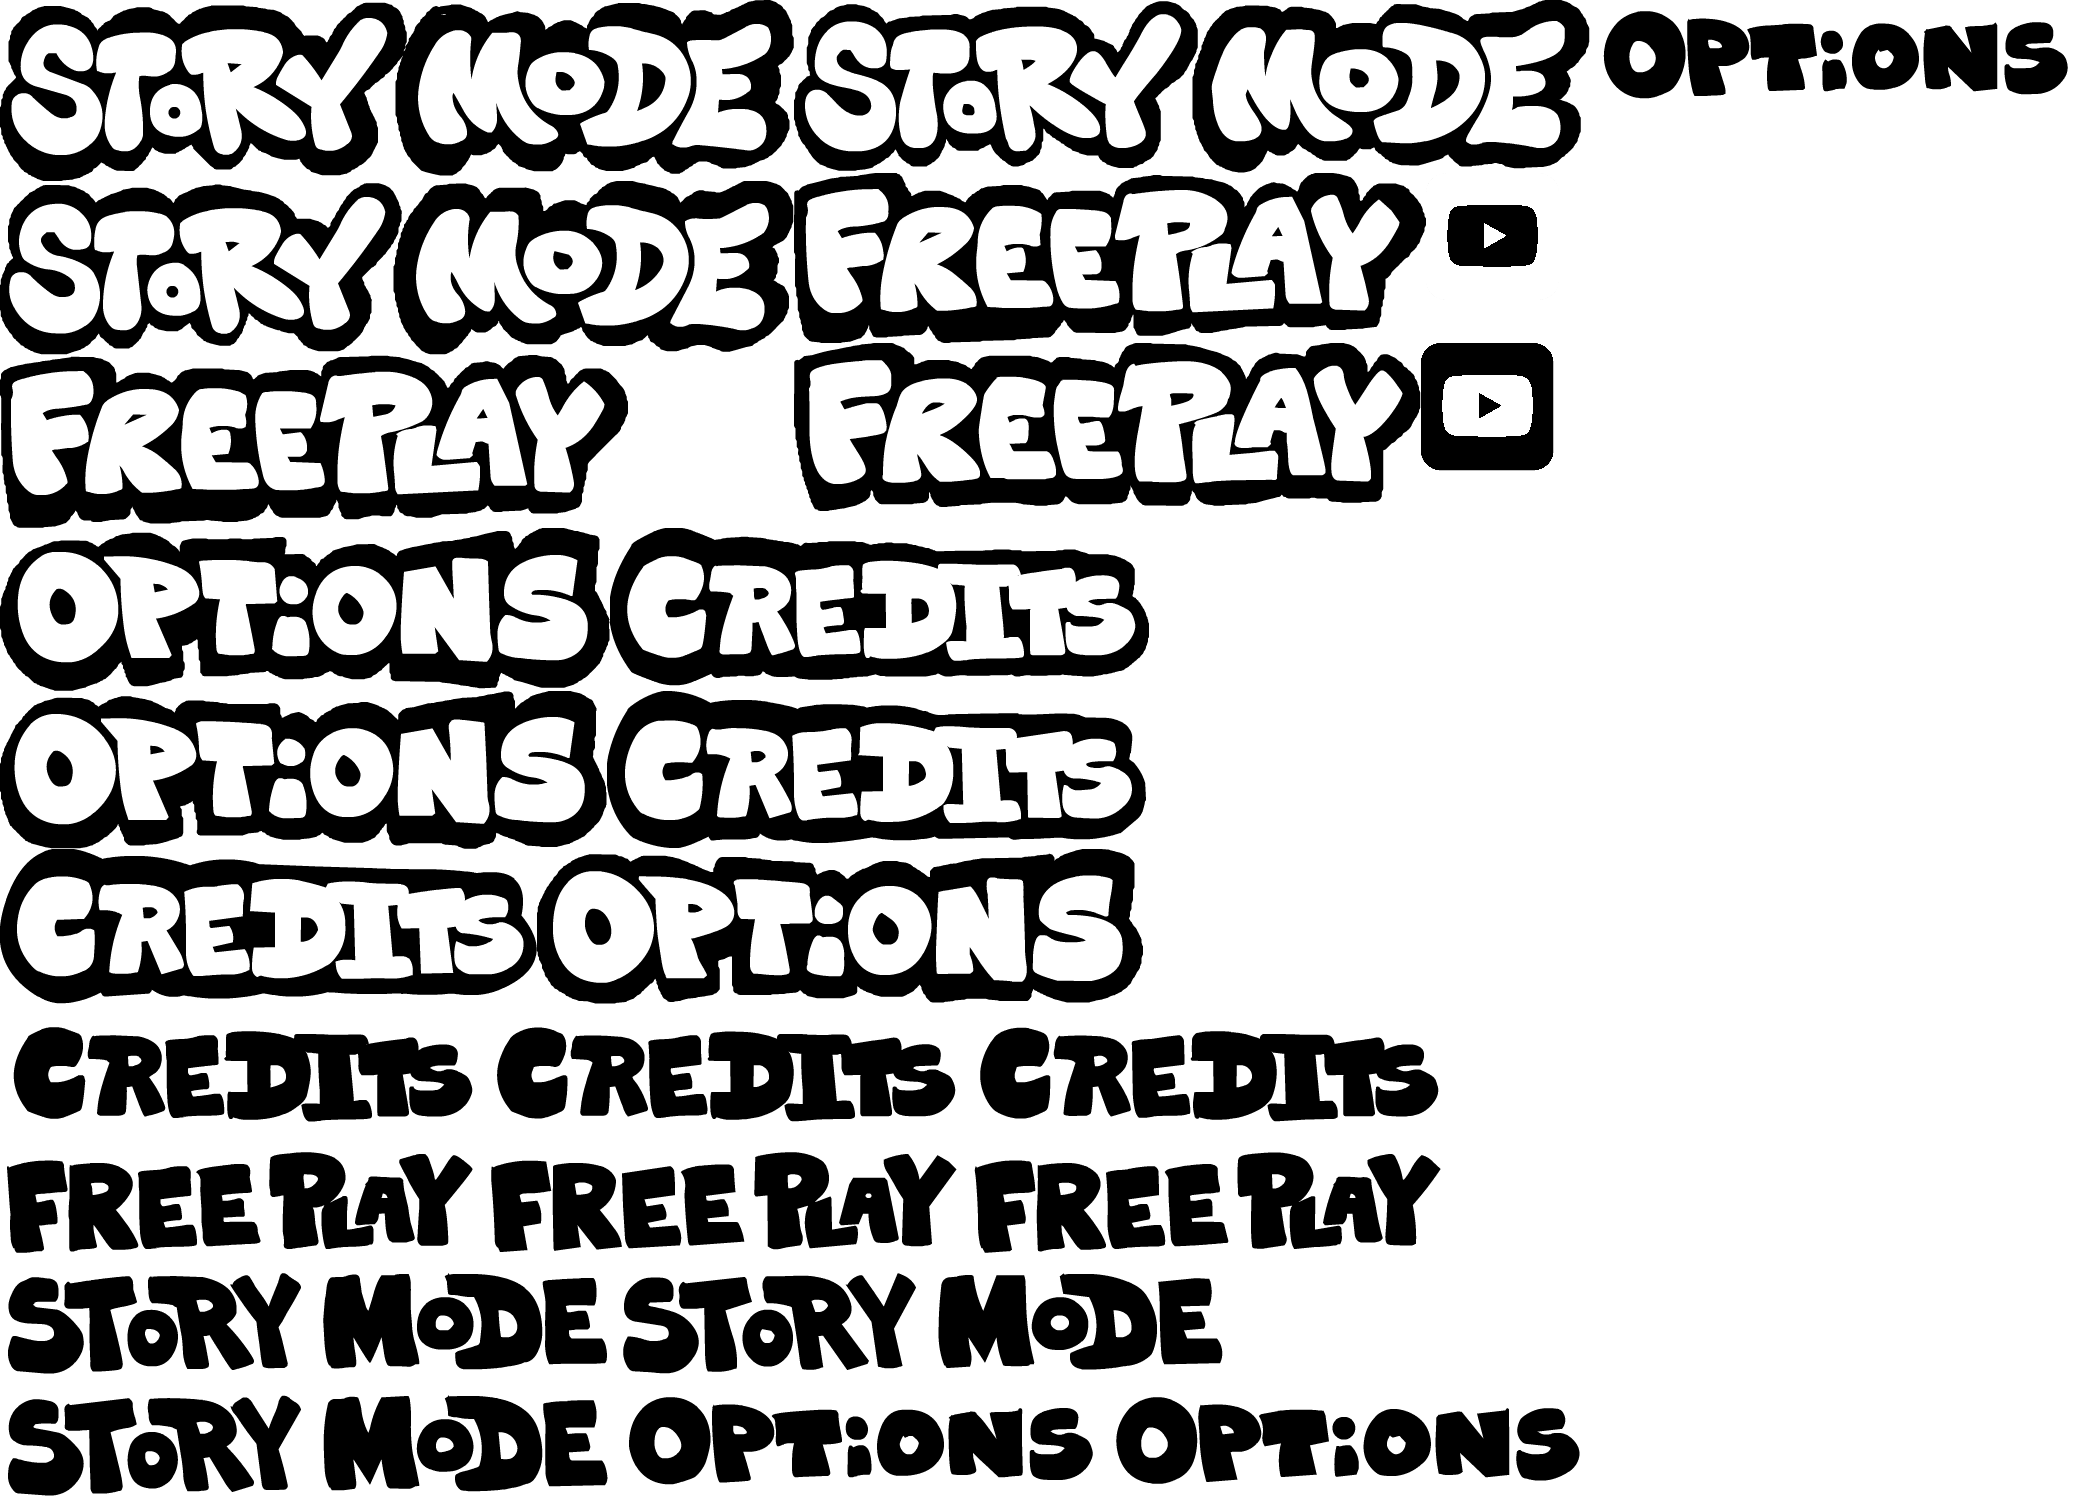 STORY MODE STORY MODE OPTIONS
STORY MODE FREEPLAY
FREEPLAY FREEPLAY
OPTIONS CREDITS
OPTIONS CREDITS
CREDITS OPTIONS
CREDITS CREDITS CREDITS
FREE PLAY FREE PLAY FREE PLAY
STORY MODE STORY MODE
STORY MODE OPTIONS OPTIONS